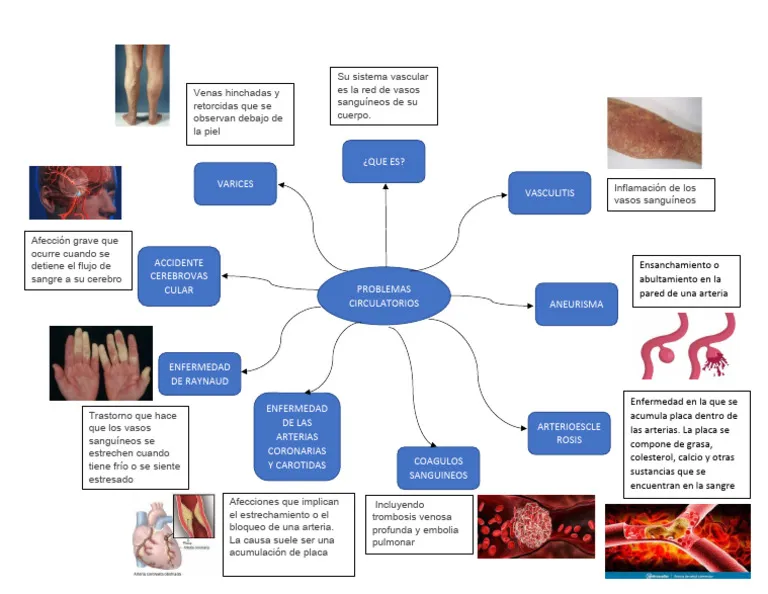 Su sistema vascular
es la red de vasos
sanguíneos de su
cuerpo.
¿QUE ES?
Venas hinchadas y
retorcidas que se
observan debajo de
la piel
VARICES
VASCULITIS
Inflamación de los
vasos sanguíneos
Afección grave que
ocurre cuando se
detiene el flujo de
sangre a su cerebro
ACCIDENTE
CEREBROVAS
CULAR
PROBLEMAS
CIRCULATORIOS
ANEURISMA
Ensanchamiento o
abultamiento en la
pared de una arteria
ENFERMEDAD
DE RAYNAUD
Trastorno que hace
que los vasos
sanguíneos se
estrechen cuando
tiene frío o se siente
estresado
ENFERMEDAD
DE LAS
ARTERIAS
CORONARIAS
Y CAROTIDAS
Afecciones que implican
el estrechamiento o el
bloqueo de una arteria.
La causa suele ser una
acumulación de placa
COAGULOS
SANGUINEOS
Incluyendo
trombosis venosa
profunda y embolia
pulmonar
ARTERIOESCLE
ROSIS
Enfermedad en la que se
acumula placa dentro de
las arterias. La placa se
compone de grasa,
colesterol, calcio y otras
sustancias que se
encuentran en la sangre